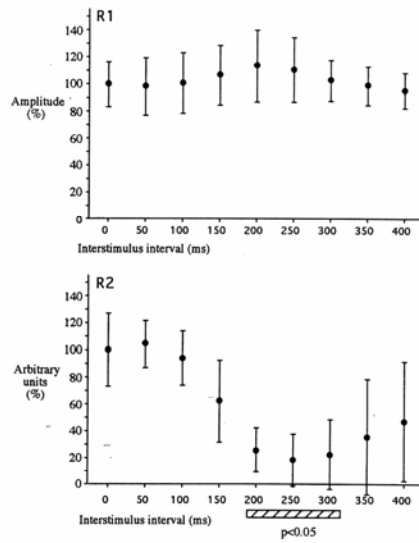 R1
140
120
100
80
60
40
20
0
Amplitude
(%)
0 50 100 150 200 250 300 350 400
Interstimulus interval (ms)
R2
140
120
100
80
60
40
20
0
Arbitrary
units
(%)
0 50 100 150 200 250 300 350 400
Interstimulus interval (ms)
p<0.05